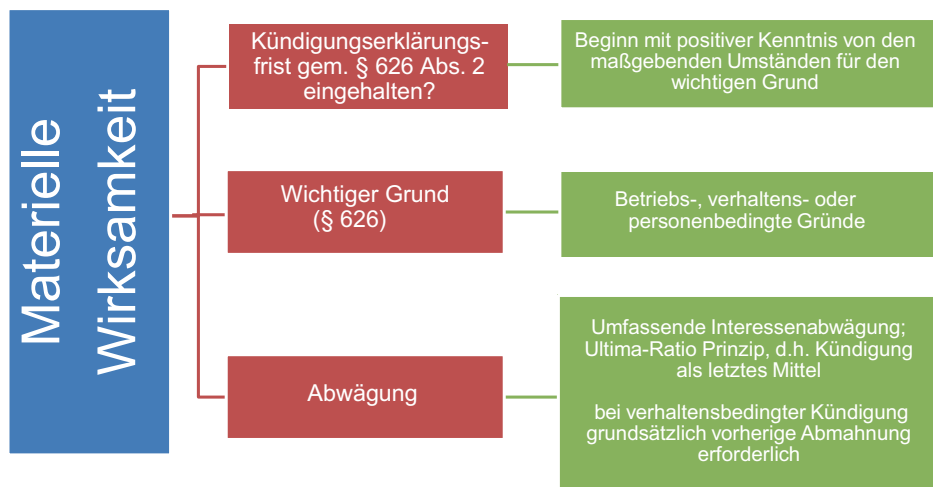 Materielle
Wirksamkeit
Kündigungserklärungs-
frist gem. § 626 Abs. 2
eingehalten?
Beginn mit positiver Kenntnis von den
maßgebenden Umständen für den
wichtigen Grund
Wichtiger Grund
(§ 626)
Betriebs-, verhaltens- oder
personenbedingte Gründe
Abwägung
Umfassende Interessenabwägung;
Ultima-Ratio Prinzip, d.h. Kündigung
als letztes Mittel
bei verhaltensbedingter Kündigung
grundsätzlich vorherige Abmahnung
erforderlich